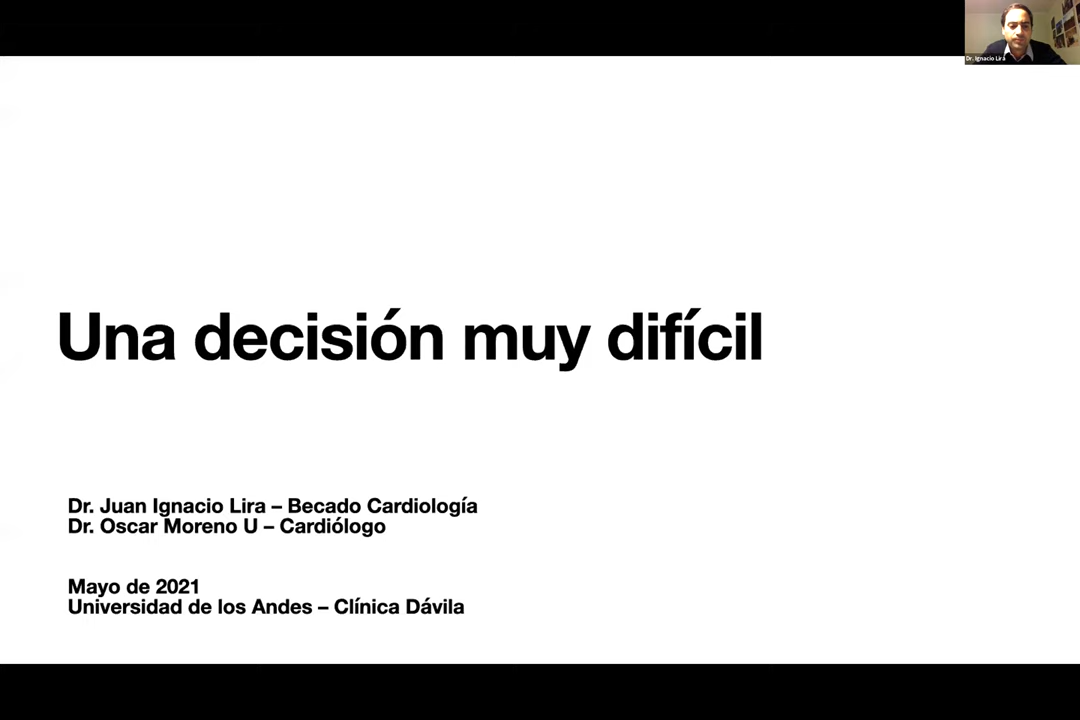 Dr. Ignacio Lira
Una decisión muy difícil
Dr. Juan Ignacio Lira – Becado Cardiología
Dr. Oscar Moreno U – Cardiólogo
Mayo de 2021
Universidad de los Andes – Clínica Dávila